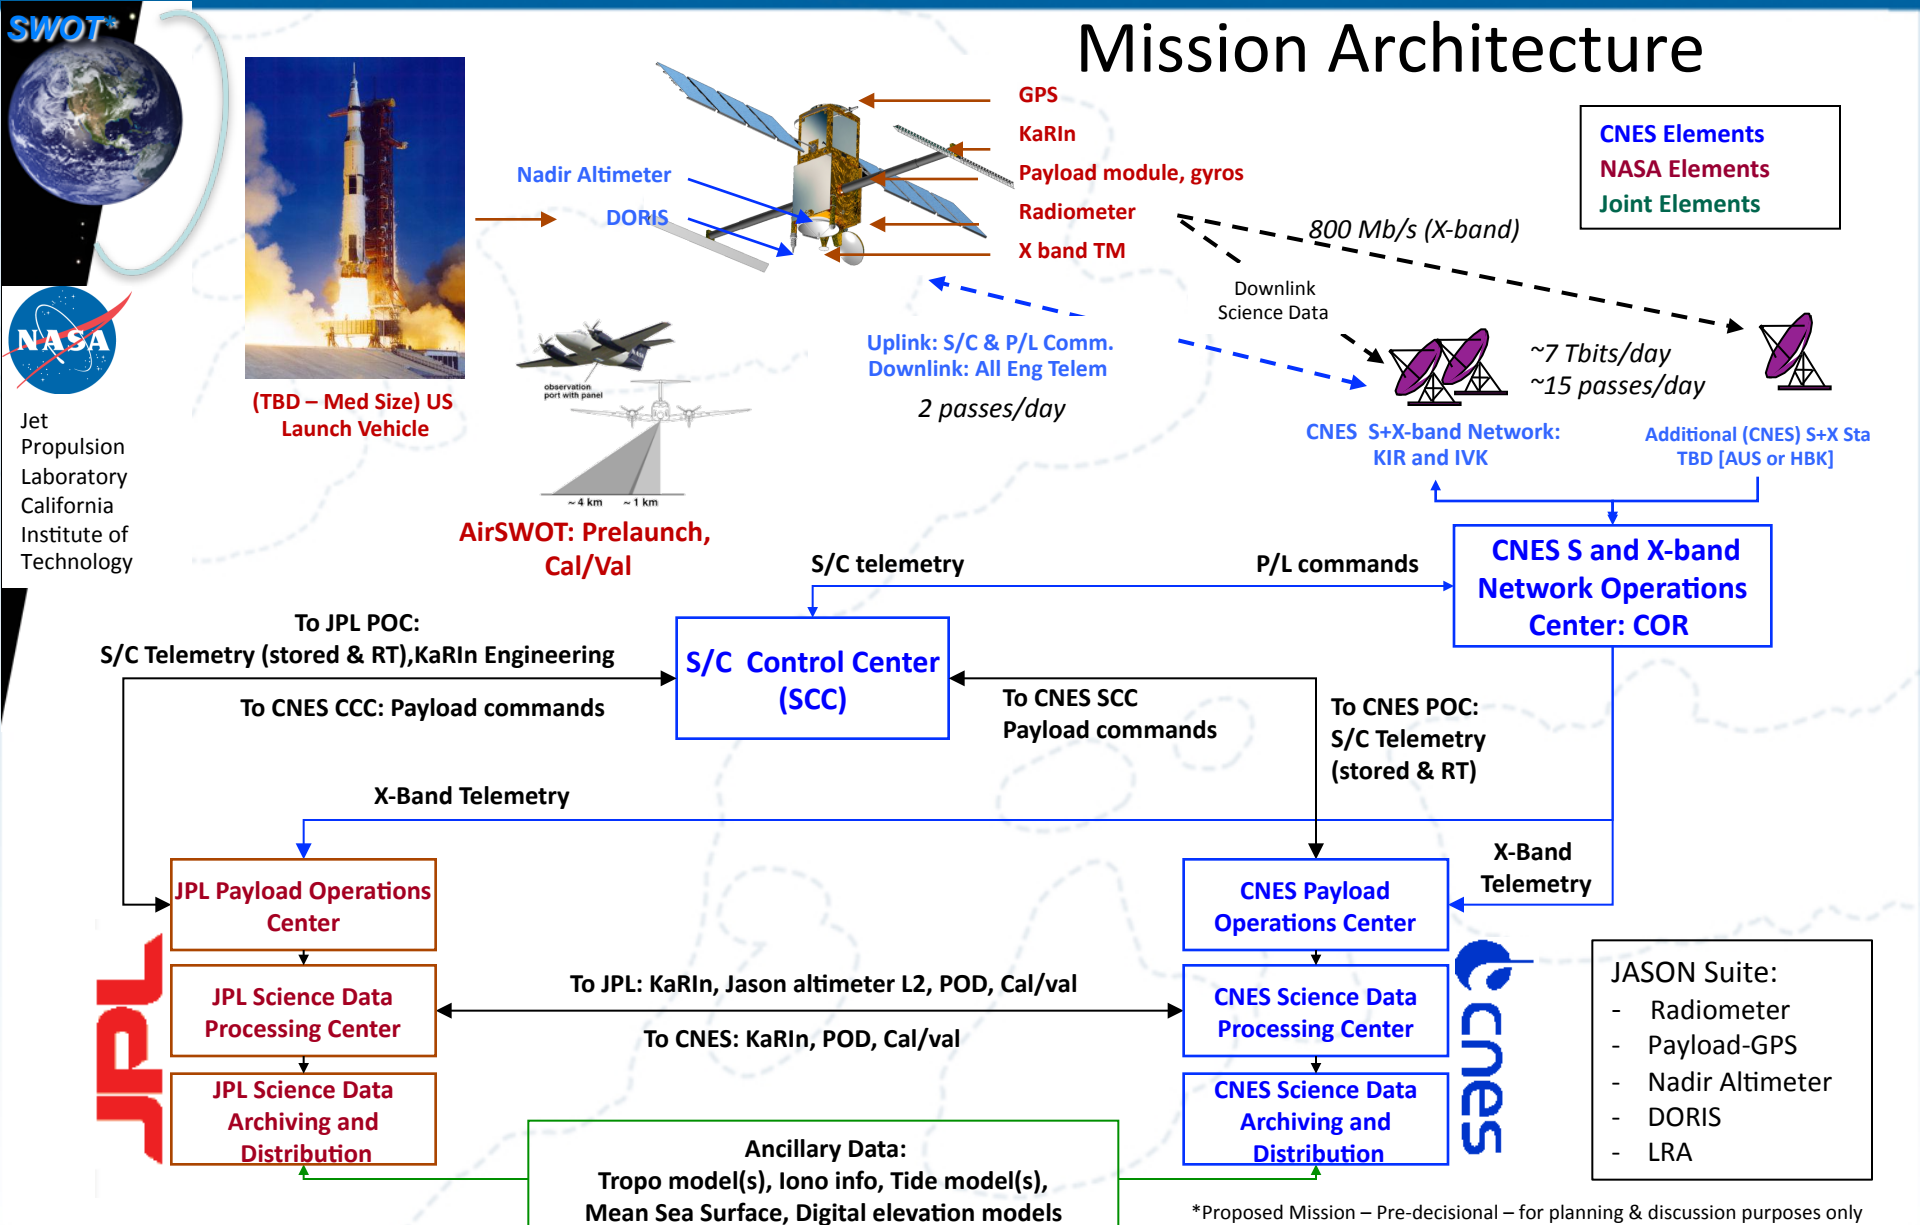 SWOT*
Mission Architecture
NASA
Jet
Propulsion
Laboratory
California
Institute of
Technology
(TBD – Med Size) US
Launch Vehicle
Nadir Altimeter
DORIS
GPS
KaRIn
Payload module, gyros
Radiometer
X band TM
CNES Elements
NASA Elements
Joint Elements
800 Mb/s (X-band)
Downlink
Science Data
Uplink: S/C & P/L Comm.
Downlink: All Eng Telem
2 passes/day
~7 Tbits/day
~15 passes/day
CNES S+X-band Network:
KIR and IVK
Additional (CNES) S+X Sta
TBD [AUS or HBK]
observation
port with panel
~ 4 km ~ 1 km
AirSWOT: Prelaunch,
Cal/Val
S/C telemetry
P/L commands
CNES S and X-band
Network Operations
Center: COR
To JPL POC:
S/C Telemetry (stored & RT),KaRIn Engineering
To CNES CCC: Payload commands
S/C Control Center
(SCC)
To CNES SCC
Payload commands
To CNES POC:
S/C Telemetry
(stored & RT)
X-Band Telemetry
X-Band
Telemetry
JPL Payload Operations
Center
CNES Payload
Operations Center
JPL
JPL Science Data
Processing Center
To JPL: KaRIn, Jason altimeter L2, POD, Cal/val
To CNES: KaRIn, POD, Cal/val
CNES Science Data
Processing Center
cnes
JPL Science Data
Archiving and
Distribution
CNES Science Data
Archiving and
Distribution
Ancillary Data:
Tropo model(s), Iono info, Tide model(s),
Mean Sea Surface, Digital elevation models
JASON Suite:
- Radiometer
- Payload-GPS
- Nadir Altimeter
- DORIS
- LRA
*Proposed Mission – Pre-decisional – for planning & discussion purposes only